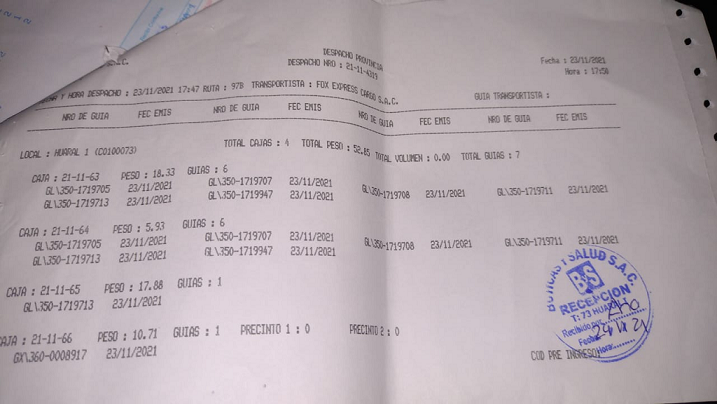 S.A.C.
DESPACHO PROVINCIA
DESPACHO NRO : 21-11-4319
Fecha : 23/11/2021
Hora : 17:50
Y HORA DESPACHO : 23/11/2021 17:47 RUTA : 97B TRANSPORTISTA : FOX EXPRESS CARGO S.A.C. GUIA TRANSPORTISTA :
NRO DE GUIA FEC EMIS NRO DE GUIA FEC EMIS NRO DE GUIA FEC EMIS NRO DE GUIA FEC EMIS
LOCAL : HUARAL 1 (C0100073) TOTAL CAJAS : 4 TOTAL PESO : 52.85 TOTAL VOLUMEN : 0.00 TOTAL GUIAS : 7
CAJA : 21-11-63 PESO : 18.33 GUIAS : 6
GL\350-1719705 23/11/2021 GL\350-1719707 23/11/2021 GL\350-1719708 23/11/2021 GL\350-1719711 23/11/2021
GL\350-1719713 23/11/2021 GL\350-1719947 23/11/2021
CAJA : 21-11-64 PESO : 5.93 GUIAS : 6
GL\350-1719705 23/11/2021 GL\350-1719707 23/11/2021 GL\350-1719708 23/11/2021 GL\350-1719711 23/11/2021
GL\350-1719713 23/11/2021 GL\350-1719947 23/11/2021
CAJA : 21-11-65 PESO : 17.88 GUIAS : 1
GL\350-1719713 23/11/2021
CAJA : 21-11-66 PESO : 10.71 GUIAS : 1 PRECINTO 1 : 0 PRECINTO 2 : 0
GX\360-0008917 23/11/2021
COD PRE INGRESO
BOTICAS Y SALUD S.A.C.
BS
RECEPCION
T: 73 HUARAL
Recibido por:
Fecha:
Hora: